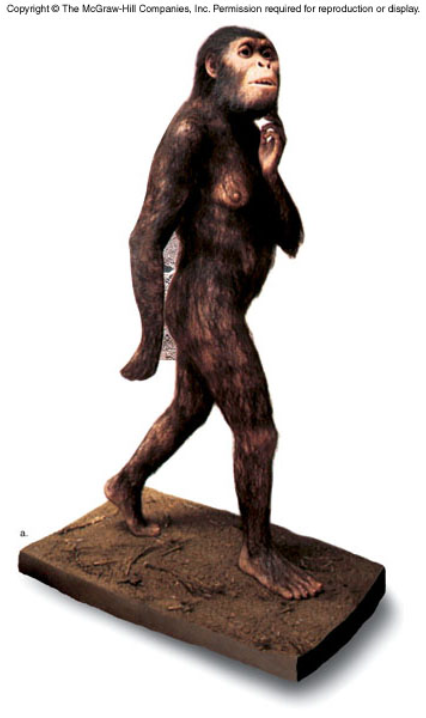 Copyright © The McGraw-Hill Companies, Inc. Permission required for reproduction or display.
a.